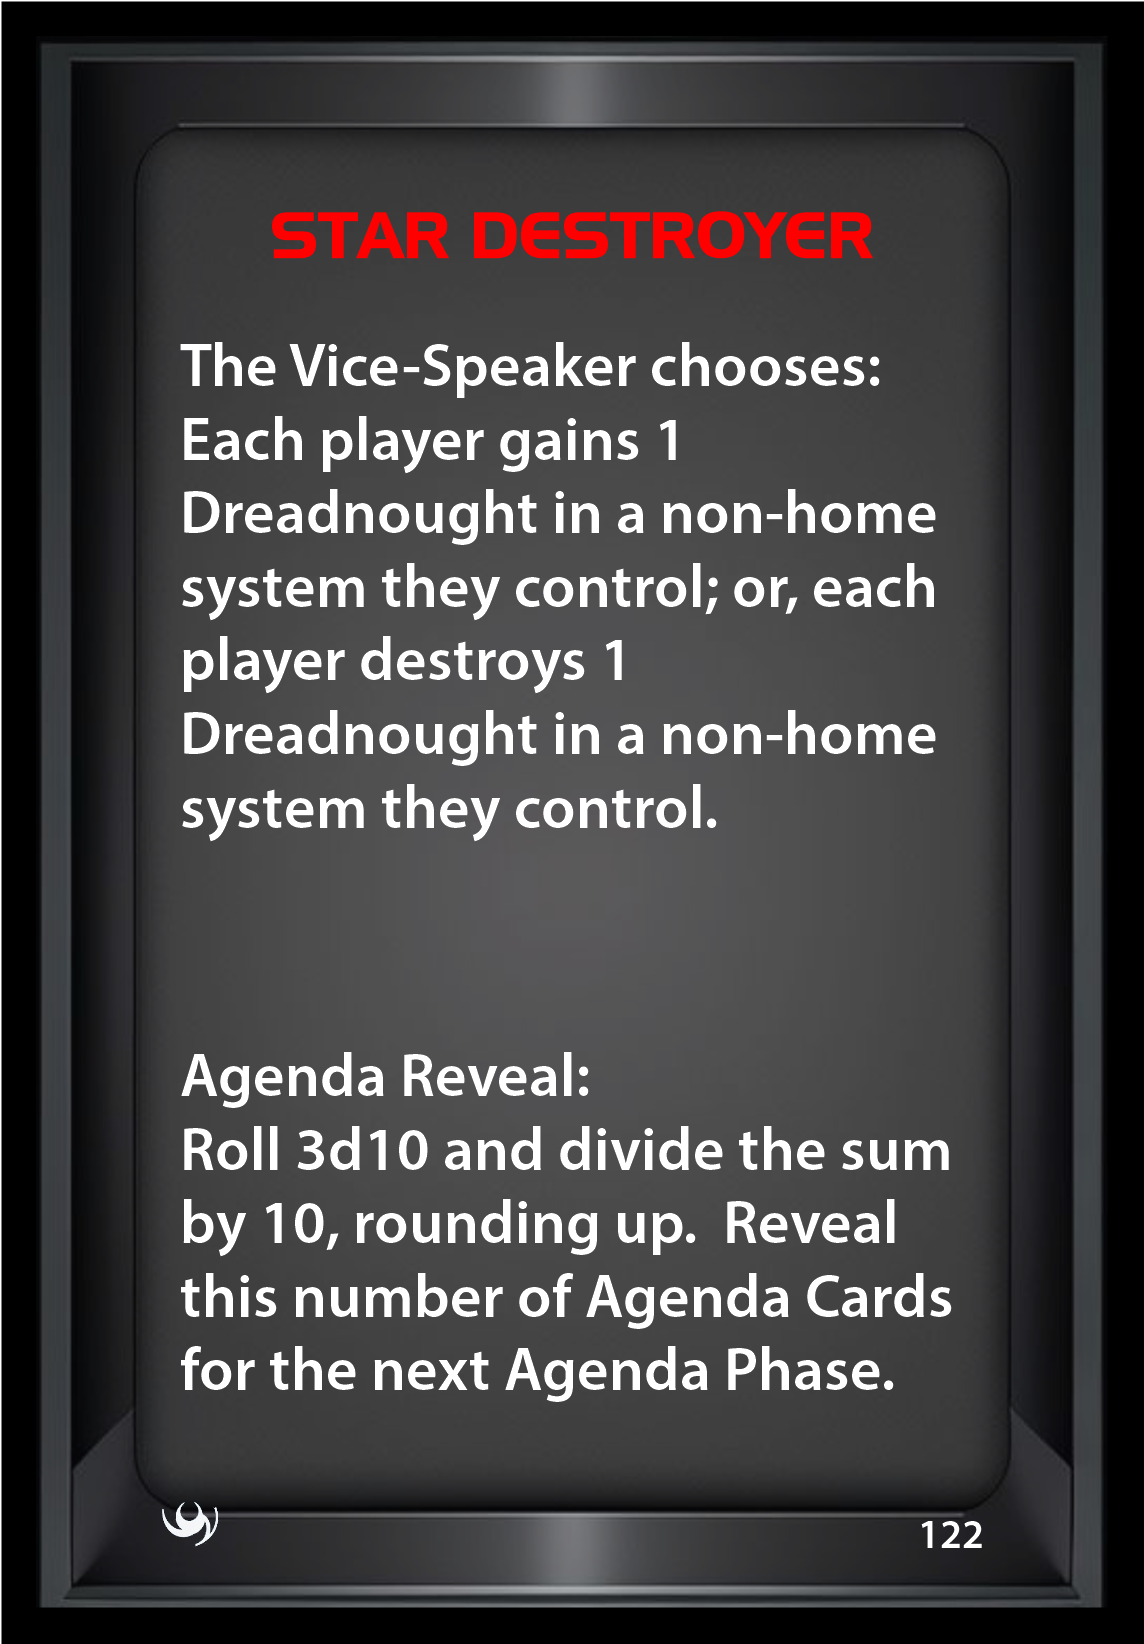 STAR DESTROYER
The Vice-Speaker chooses:
Each player gains 1
Dreadnought in a non-home
system they control; or, each
player destroys 1
Dreadnought in a non-home
system they control.
Agenda Reveal:
Roll 3d10 and divide the sum
by 10, rounding up.  Reveal
this number of Agenda Cards
for the next Agenda Phase.
122